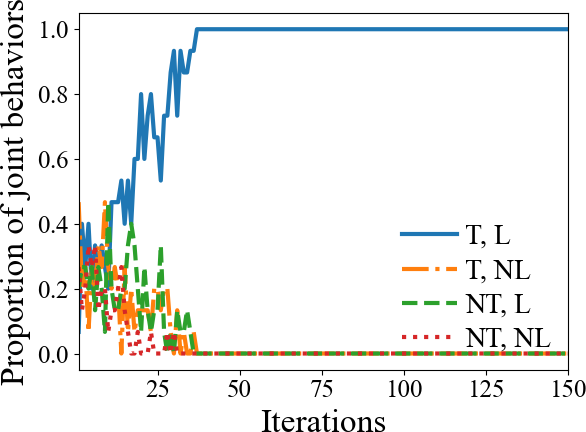 Proportion of joint behaviors
1.0
0.8
0.6
0.4
0.2
0.0
T, L
T, NL
NT, L
NT, NL
25 50 75 100 125 150
Iterations